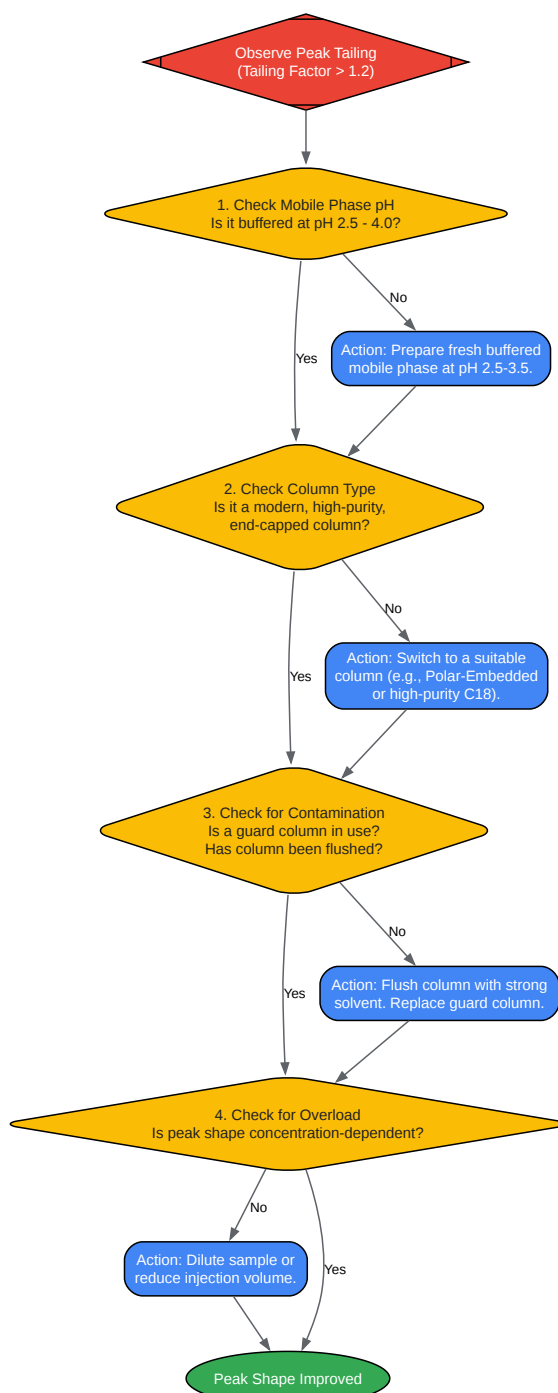 Observe Peak Tailing
(Tailing Factor > 1.2)
1. Check Mobile Phase pH
Is it buffered at pH 2.5 - 4.0?
No
Action: Prepare fresh buffered
mobile phase at pH 2.5-3.5.
Yes
2. Check Column Type
Is it a modern, high-purity,
end-capped column?
No
Action: Switch to a suitable
column (e.g., Polar-Embedded
or high-purity C18).
Yes
3. Check for Contamination
Is a guard column in use?
Has column been flushed?
No
Action: Flush column with strong
solvent. Replace guard column.
Yes
4. Check for Overload
Is peak shape concentration-dependent?
No
Action: Dilute sample or
reduce injection volume.
Yes
Peak Shape Improved